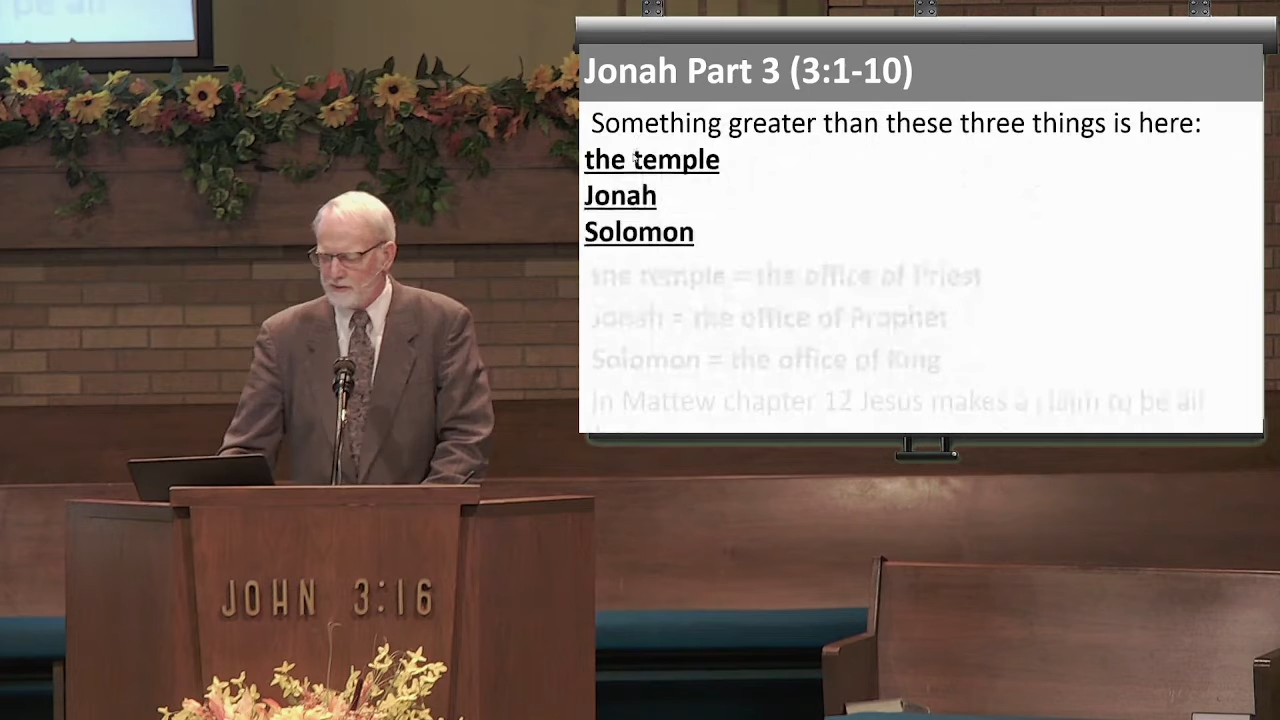 be all
Jonah Part 3 (3:1-10)
Something greater than these three things is here:
the temple
Jonah
Solomon
the temple = the office of Priest
Jonah = the office of Prophet
Solomon = the office of King
In Mattew chapter 12 Jesus makes a claim to be all
JOHN 3:16